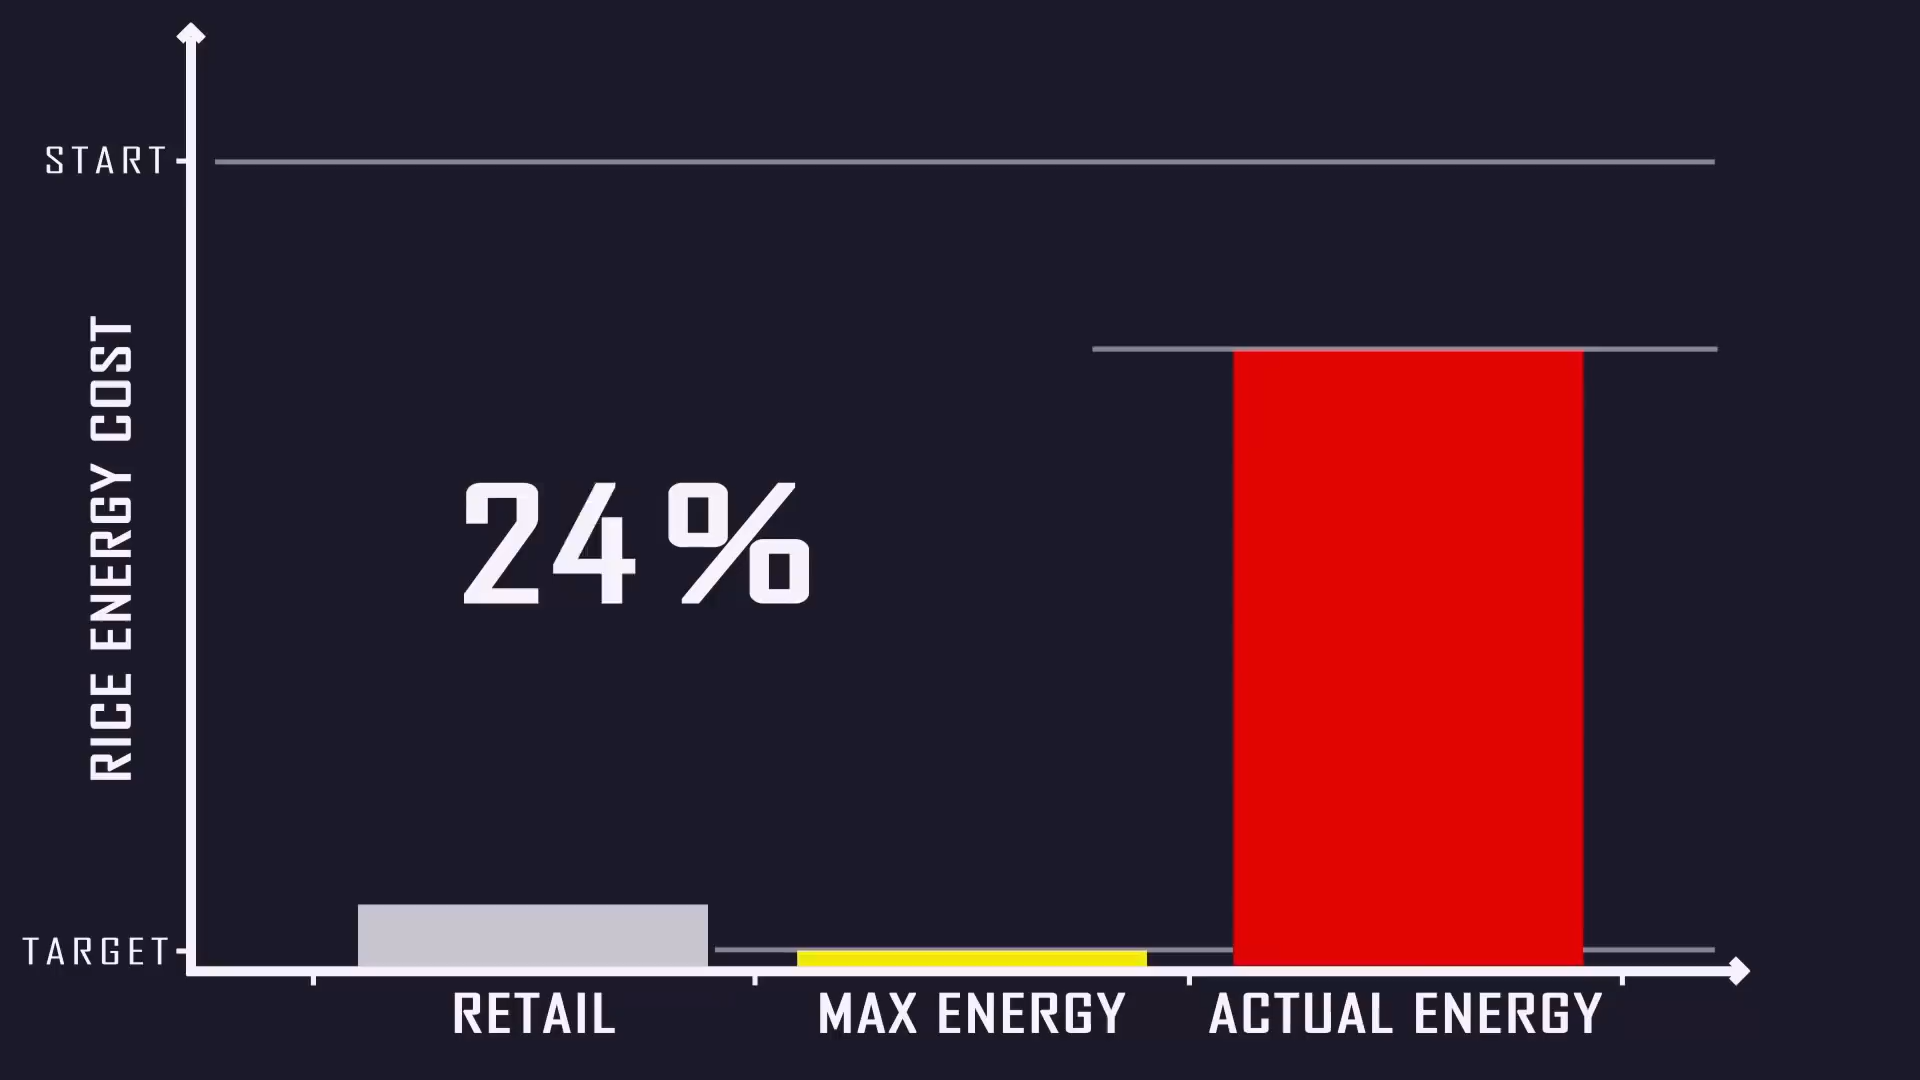 START
RICE ENERGY COST
24%
TARGET
RETAIL
MAX ENERGY
ACTUAL ENERGY